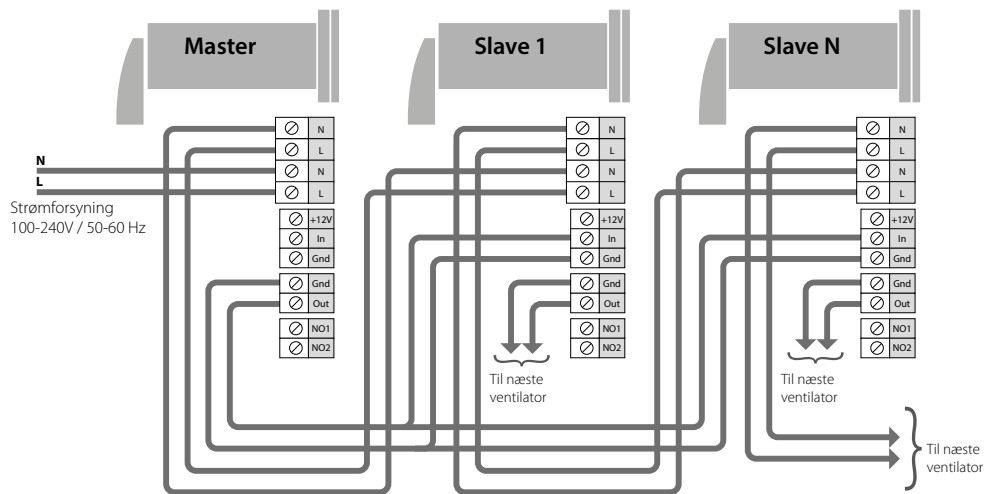 Master
Slave 1
Slave N
N
L
N
L
+12V
In
Gnd
Gnd
Out
NO1
NO2
N
L
N
L
+12V
In
Gnd
Gnd
Out
NO1
NO2
N
L
N
L
+12V
In
Gnd
Gnd
Out
NO1
NO2
N
L
Strømforsyning
100-240V / 50-60 Hz
Til næste
ventilator
Til næste
ventilator
Til næste
ventilator